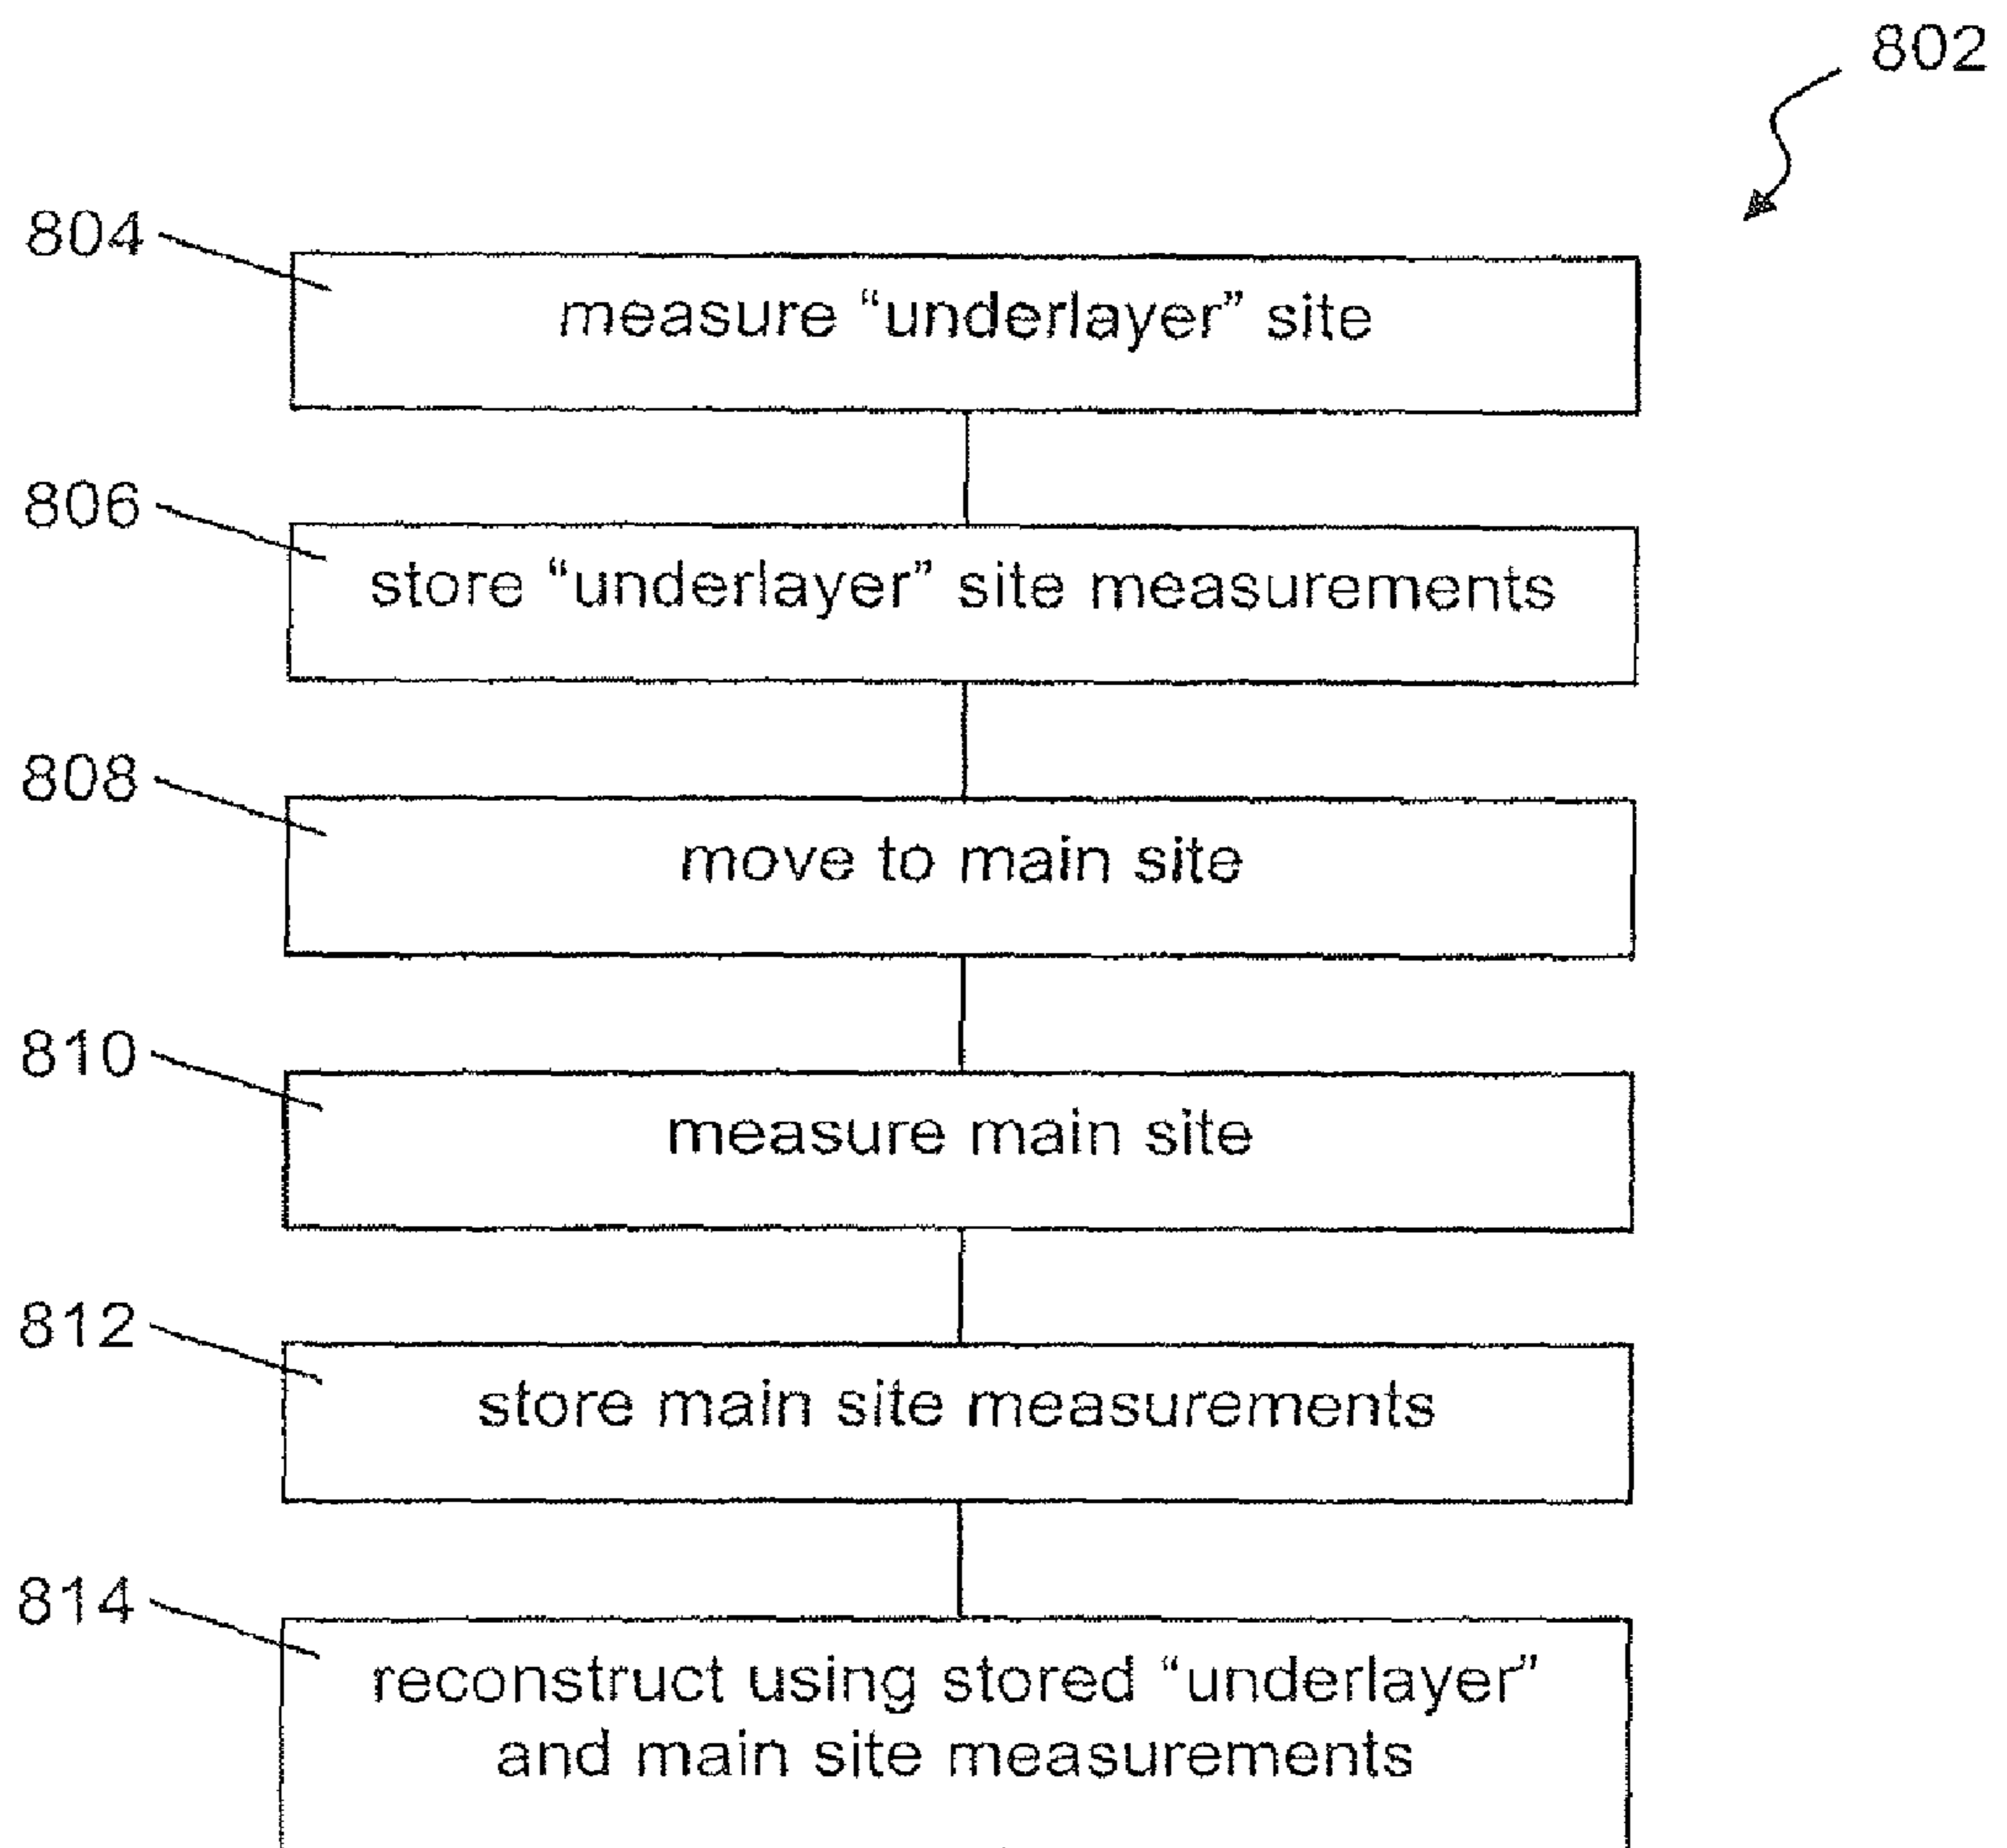 802
804
measure “underlayer” site
806
store “underlayer” site measurements
808
move to main site
810
measure main site
812
store main site measurements
814
reconstruct using stored “underlayer”
and main site measurements